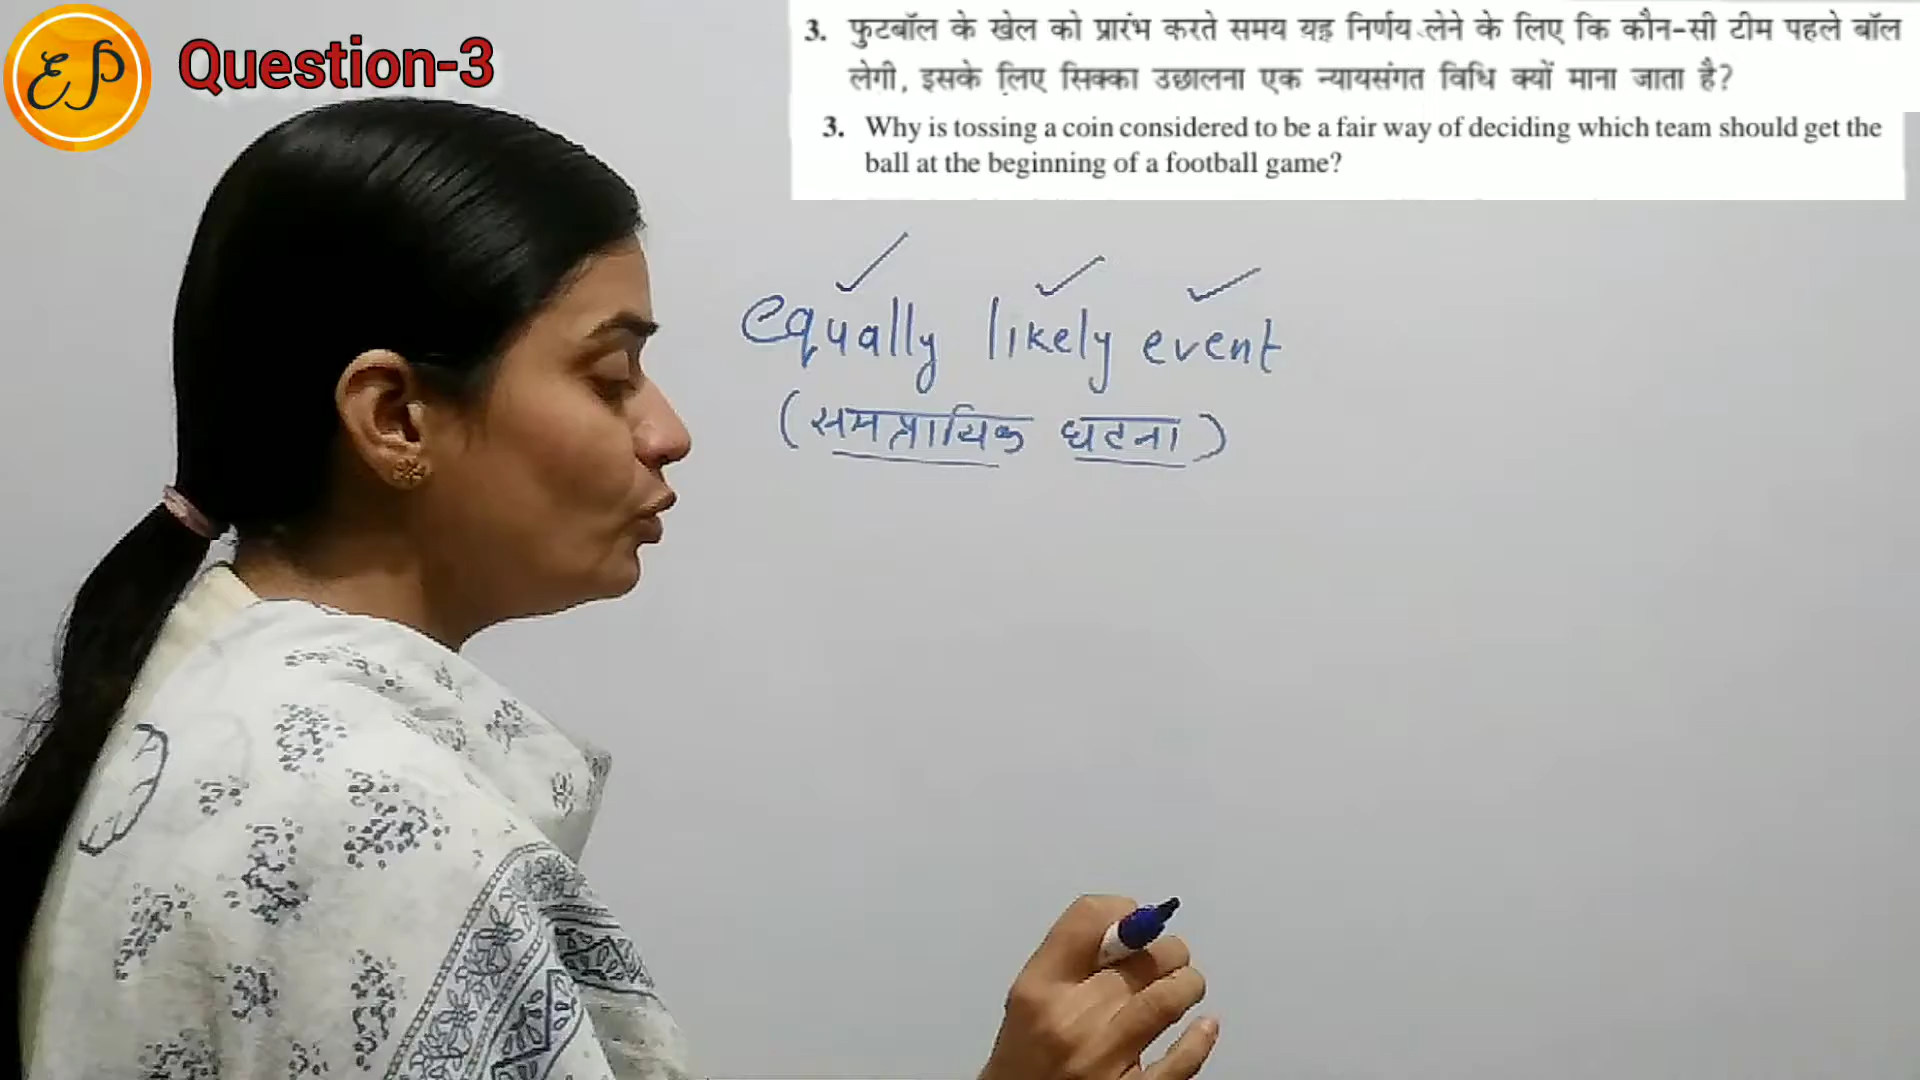 EP
Question-3
3. फुटबॉल के खेल को प्रारंभ करते समय यह निर्णय लेने के लिए कि कौन-सी टीम पहले बॉल
लेगी, इसके लिए सिक्का उछालना एक न्यायसंगत विधि क्यों माना जाता है?
3. Why is tossing a coin considered to be a fair way of deciding which team should get the
ball at the beginning of a football game?
equally likely event
(समप्रायिक घटना)